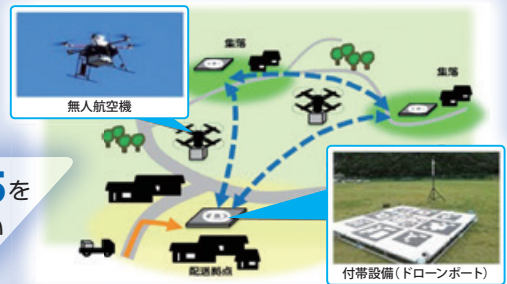 集落
集落
無人航空機
5を
配送拠点
付帯設備(ドローンポート)